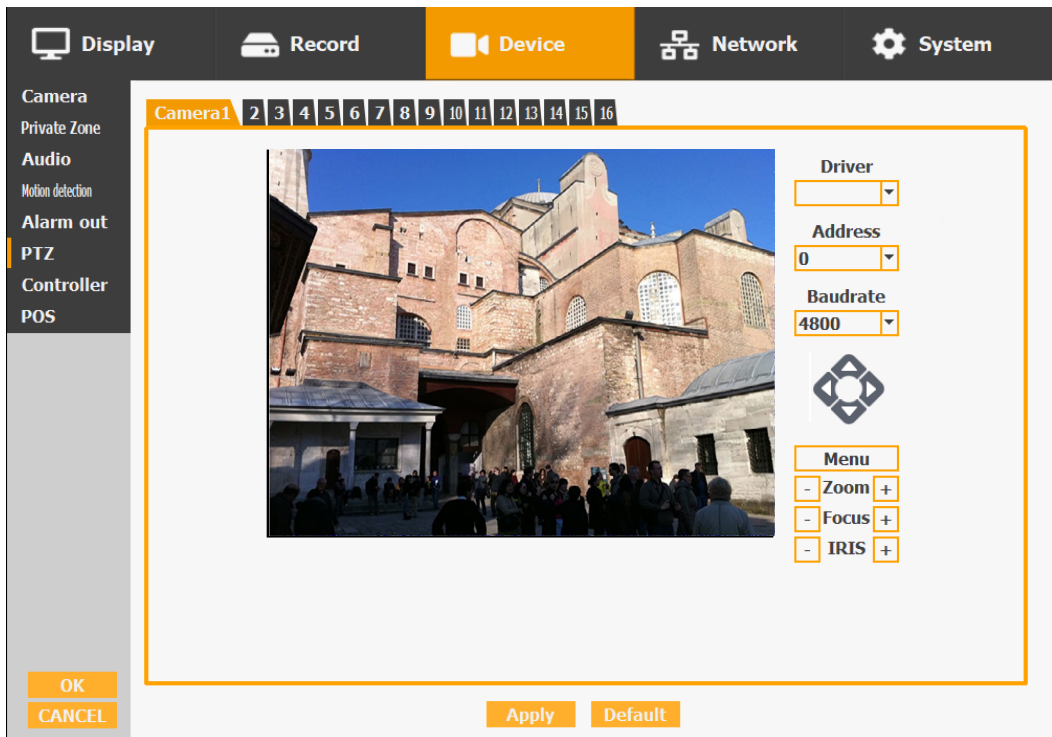 Display Record Device Network System
Camera
Private Zone
Audio
Motion detection
Alarm out
PTZ
Controller
POS
OK
CANCEL
Camera1 2 3 4 5 6 7 8 9 10 11 12 13 14 15 16
Driver
Address
0
Baudrate
4800
Menu
- Zoom +
- Focus +
- IRIS +
Apply Default